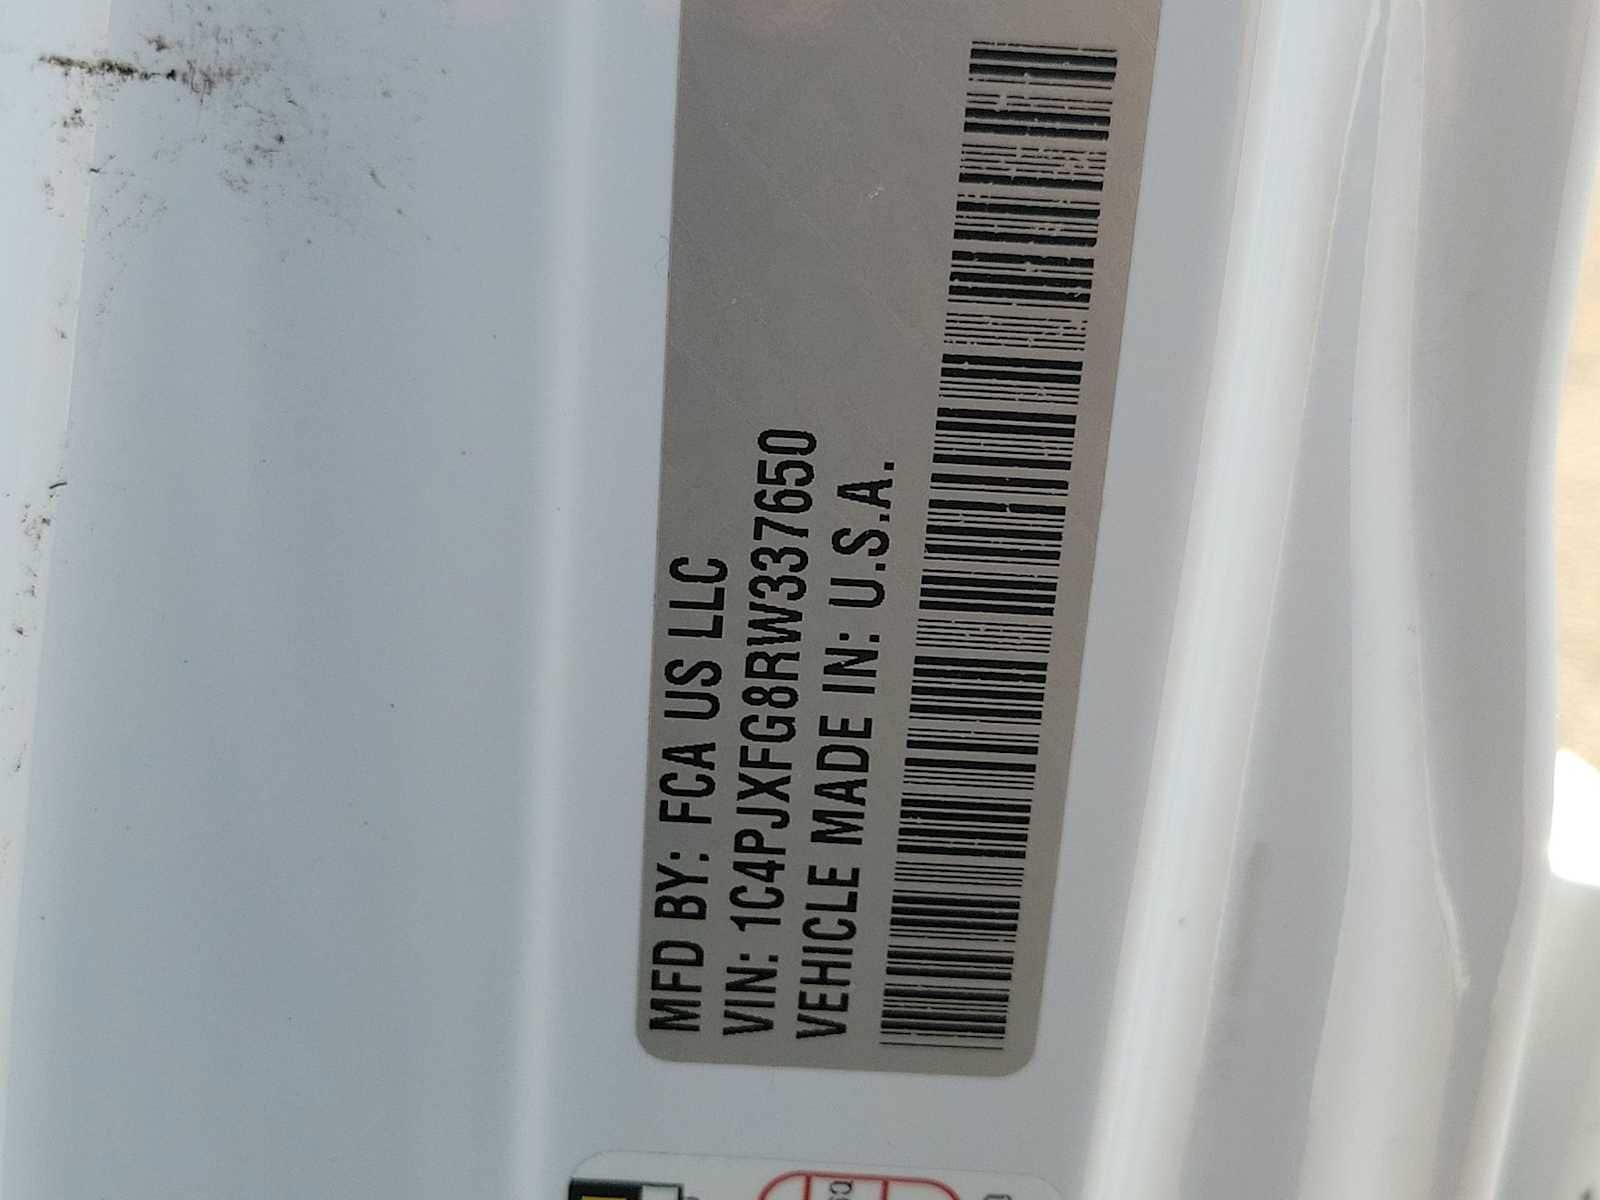 MFD BY: FCA US LLC
VIN: 1C4PJXFG8RW337650
VEHICLE MADE IN: U.S.A.